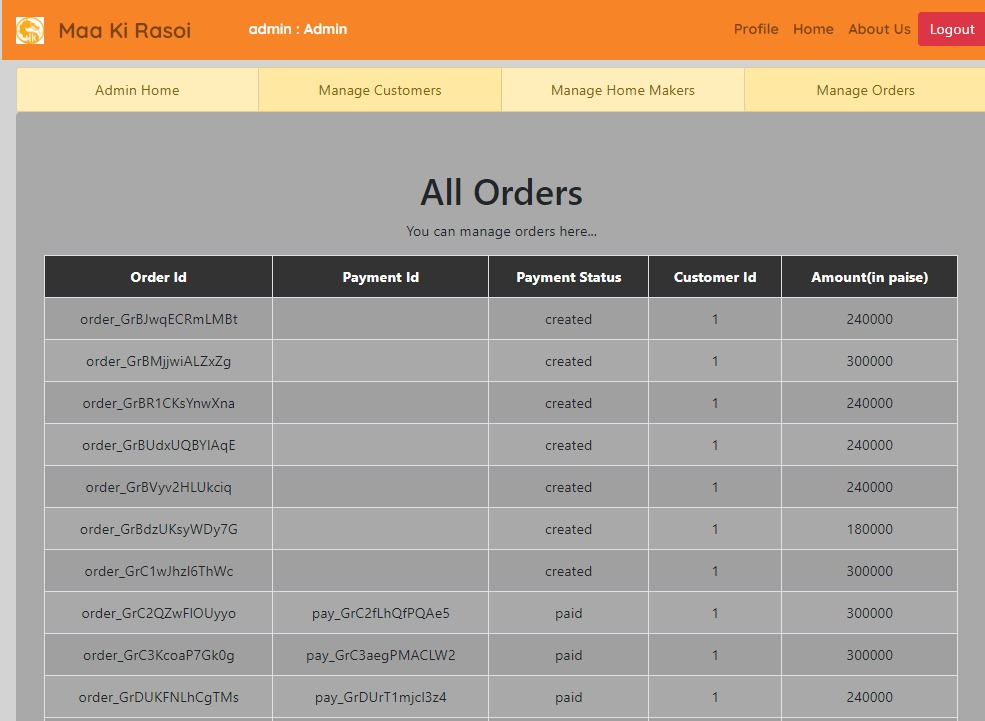 Maa Ki Rasoi admin : Admin Profile Home About Us Logout
Admin Home Manage Customers Manage Home Makers Manage Orders
All Orders
You can manage orders here...
Order Id Payment Id Payment Status Customer Id Amount(in paise)
order_GrBJwqECRmLMBt created 1 240000
order_GrBMjjwiALZxZg created 1 300000
order_GrBR1CKsYnwXna created 1 240000
order_GrBUdxUQBYlAqE created 1 240000
order_GrBVyv2HLUkciq created 1 240000
order_GrBdzUKsyWDy7G created 1 180000
order_GrC1wJhzI6ThWc created 1 300000
order_GrC2QZwFIOUyyo pay_GrC2fLhQfPQAe5 paid 1 300000
order_GrC3KcoaP7Gk0g pay_GrC3aegPMACLW2 paid 1 300000
order_GrDUKFNLhCgTMs pay_GrDUrT1mjcI3z4 paid 1 240000